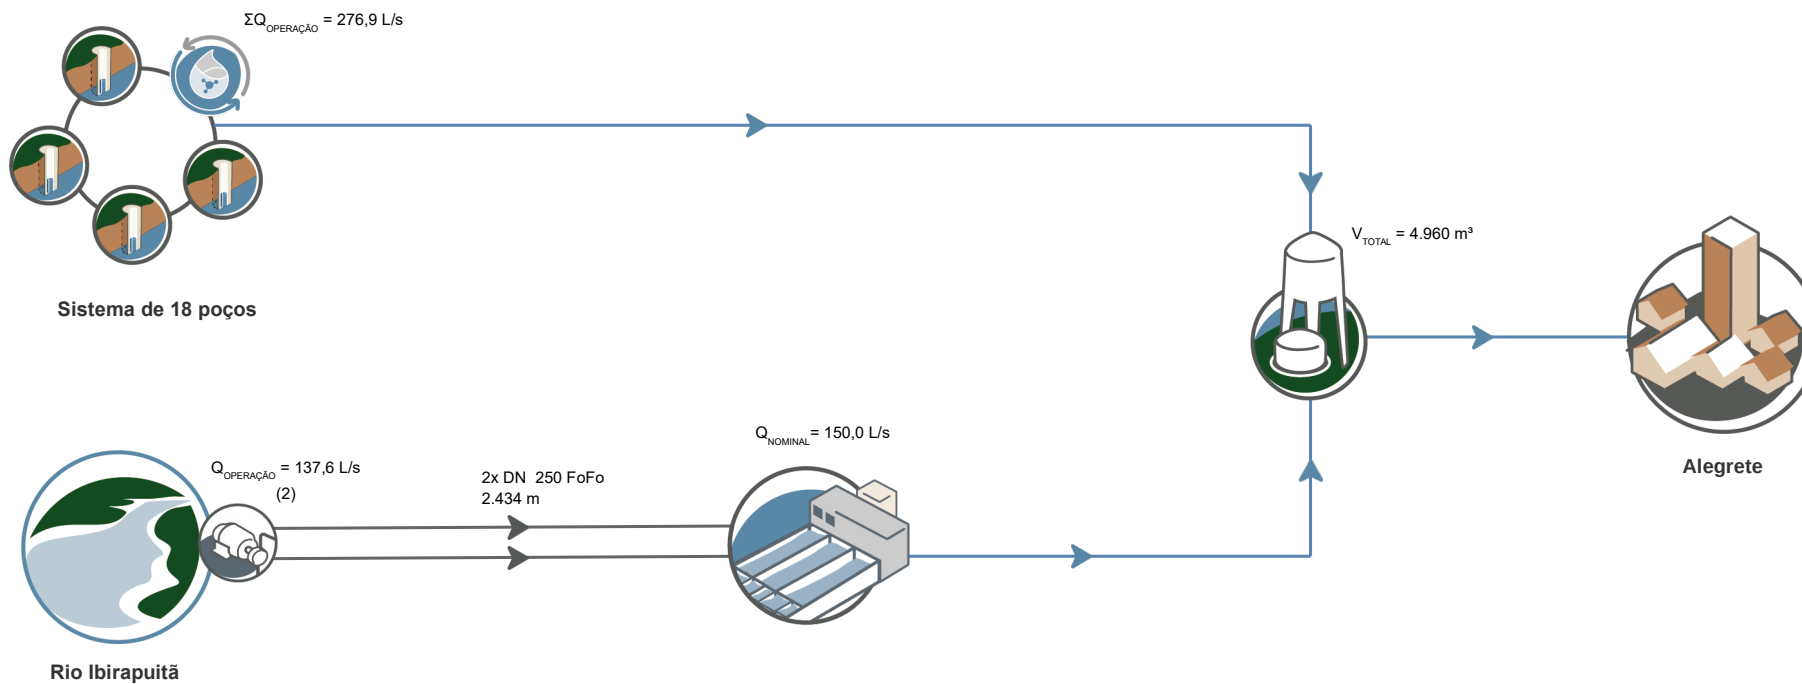 ΣQOPERAÇÃO = 276,9 L/s
Sistema de 18 poços
VTOTAL = 4.960 m³
Alegrete
QNOMINAL = 150,0 L/s
QOPERAÇÃO = 137,6 L/s
(2)
2x DN 250 FoFo
2.434 m
Rio Ibirapuitã